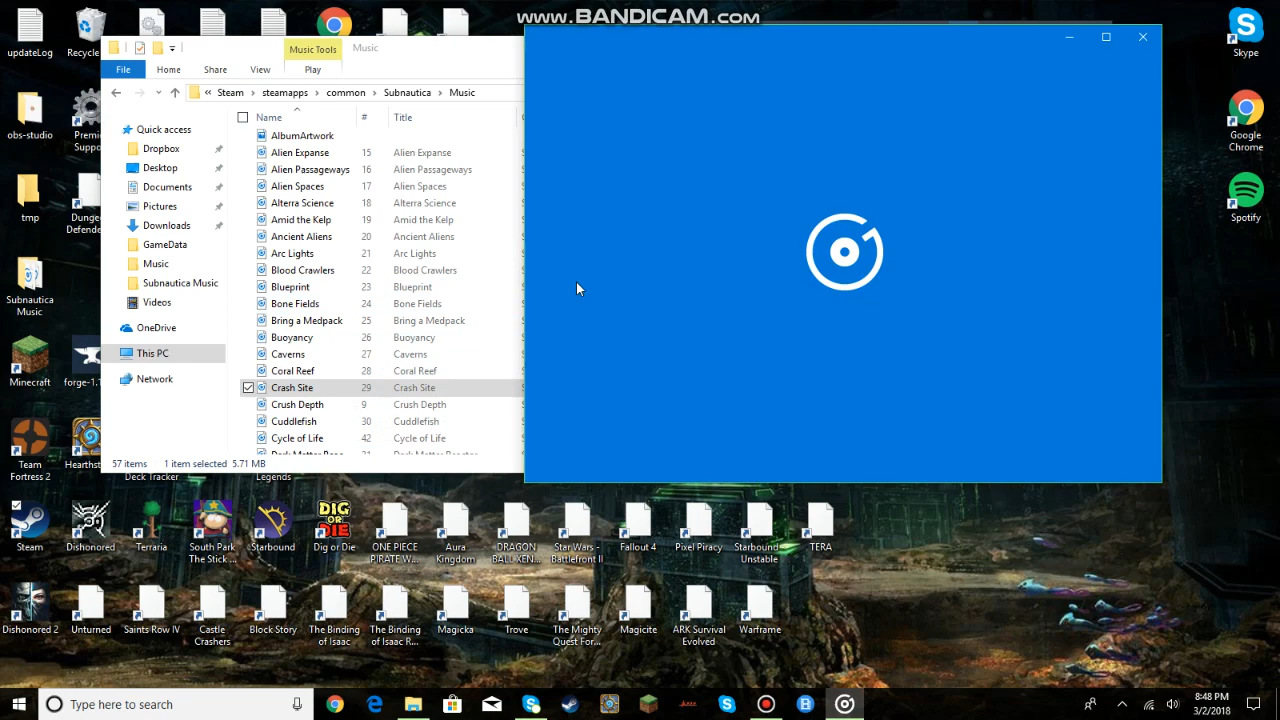 www.BANDICAM.com
updateLog
Recycle
Skype
Music Tools
Music
File
Home
Share
View
Play
« Steam › steamapps › common › Subnautica › Music
Name
#
Title
Quick access
Dropbox
Desktop
Documents
Pictures
Downloads
GameData
Music
Subnautica Music
Videos
OneDrive
This PC
Network
AlbumArtwork
Alien Expanse 15 Alien Expanse
Alien Passageways 16 Alien Passageways
Alien Spaces 17 Alien Spaces
Alterra Science 18 Alterra Science
Amid the Kelp 19 Amid the Kelp
Ancient Aliens 20 Ancient Aliens
Arc Lights 21 Arc Lights
Blood Crawlers 22 Blood Crawlers
Blueprint 23 Blueprint
Bone Fields 24 Bone Fields
Bring a Medpack 25 Bring a Medpack
Buoyancy 26 Buoyancy
Caverns 27 Caverns
Coral Reef 28 Coral Reef
Crash Site 29 Crash Site
Crush Depth 9 Crush Depth
Cuddlefish 30 Cuddlefish
Cycle of Life 42 Cycle of Life
57 items 1 item selected 5.71 MB
obs-studio
Premi
Suppo
Google
Chrome
tmp
Dunge
Defende
Spotify
Subnautica
Music
Minecraft
forge-1.1
Team
Fortress 2
Hearthst
Deck Tracker
Legends
Steam
Dishonored
Terraria
South Park
The Stick ...
Starbound
Dig or Die
ONE PIECE
PIRATE W...
Aura
Kingdom
DRAGON
BALL XEN...
Star Wars -
Battlefront II
Fallout 4
Pixel Piracy
Starbound
Unstable
TERA
DIG
OR
DIE
Dishonored 2
Unturned
Saints Row IV
Castle
Crashers
Block Story
The Binding
of Isaac
The Binding
of Isaac R...
Magicka
Trove
The Mighty
Quest For...
Magicite
ARK Survival
Evolved
Warframe
Type here to search
8:48 PM
3/2/2018